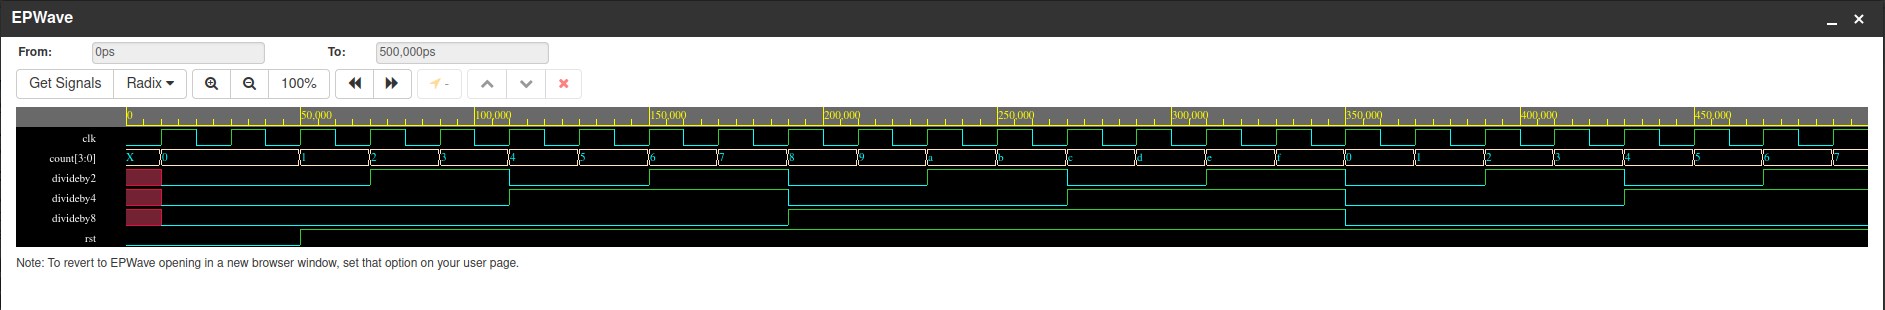 EPWave
From: 0ps To: 500,000ps
Get Signals Radix 100% -
0 50,000 100,000 150,000 200,000 250,000 300,000 350,000 400,000 450,000
clk
count[3:0] X 0 1 2 3 4 5 6 7 8 9 a b c d e f 0 1 2 3 4 5 6 7
divideby2
divideby4
divideby8
rst
Note: To revert to EPWave opening in a new browser window, set that option on your user page.